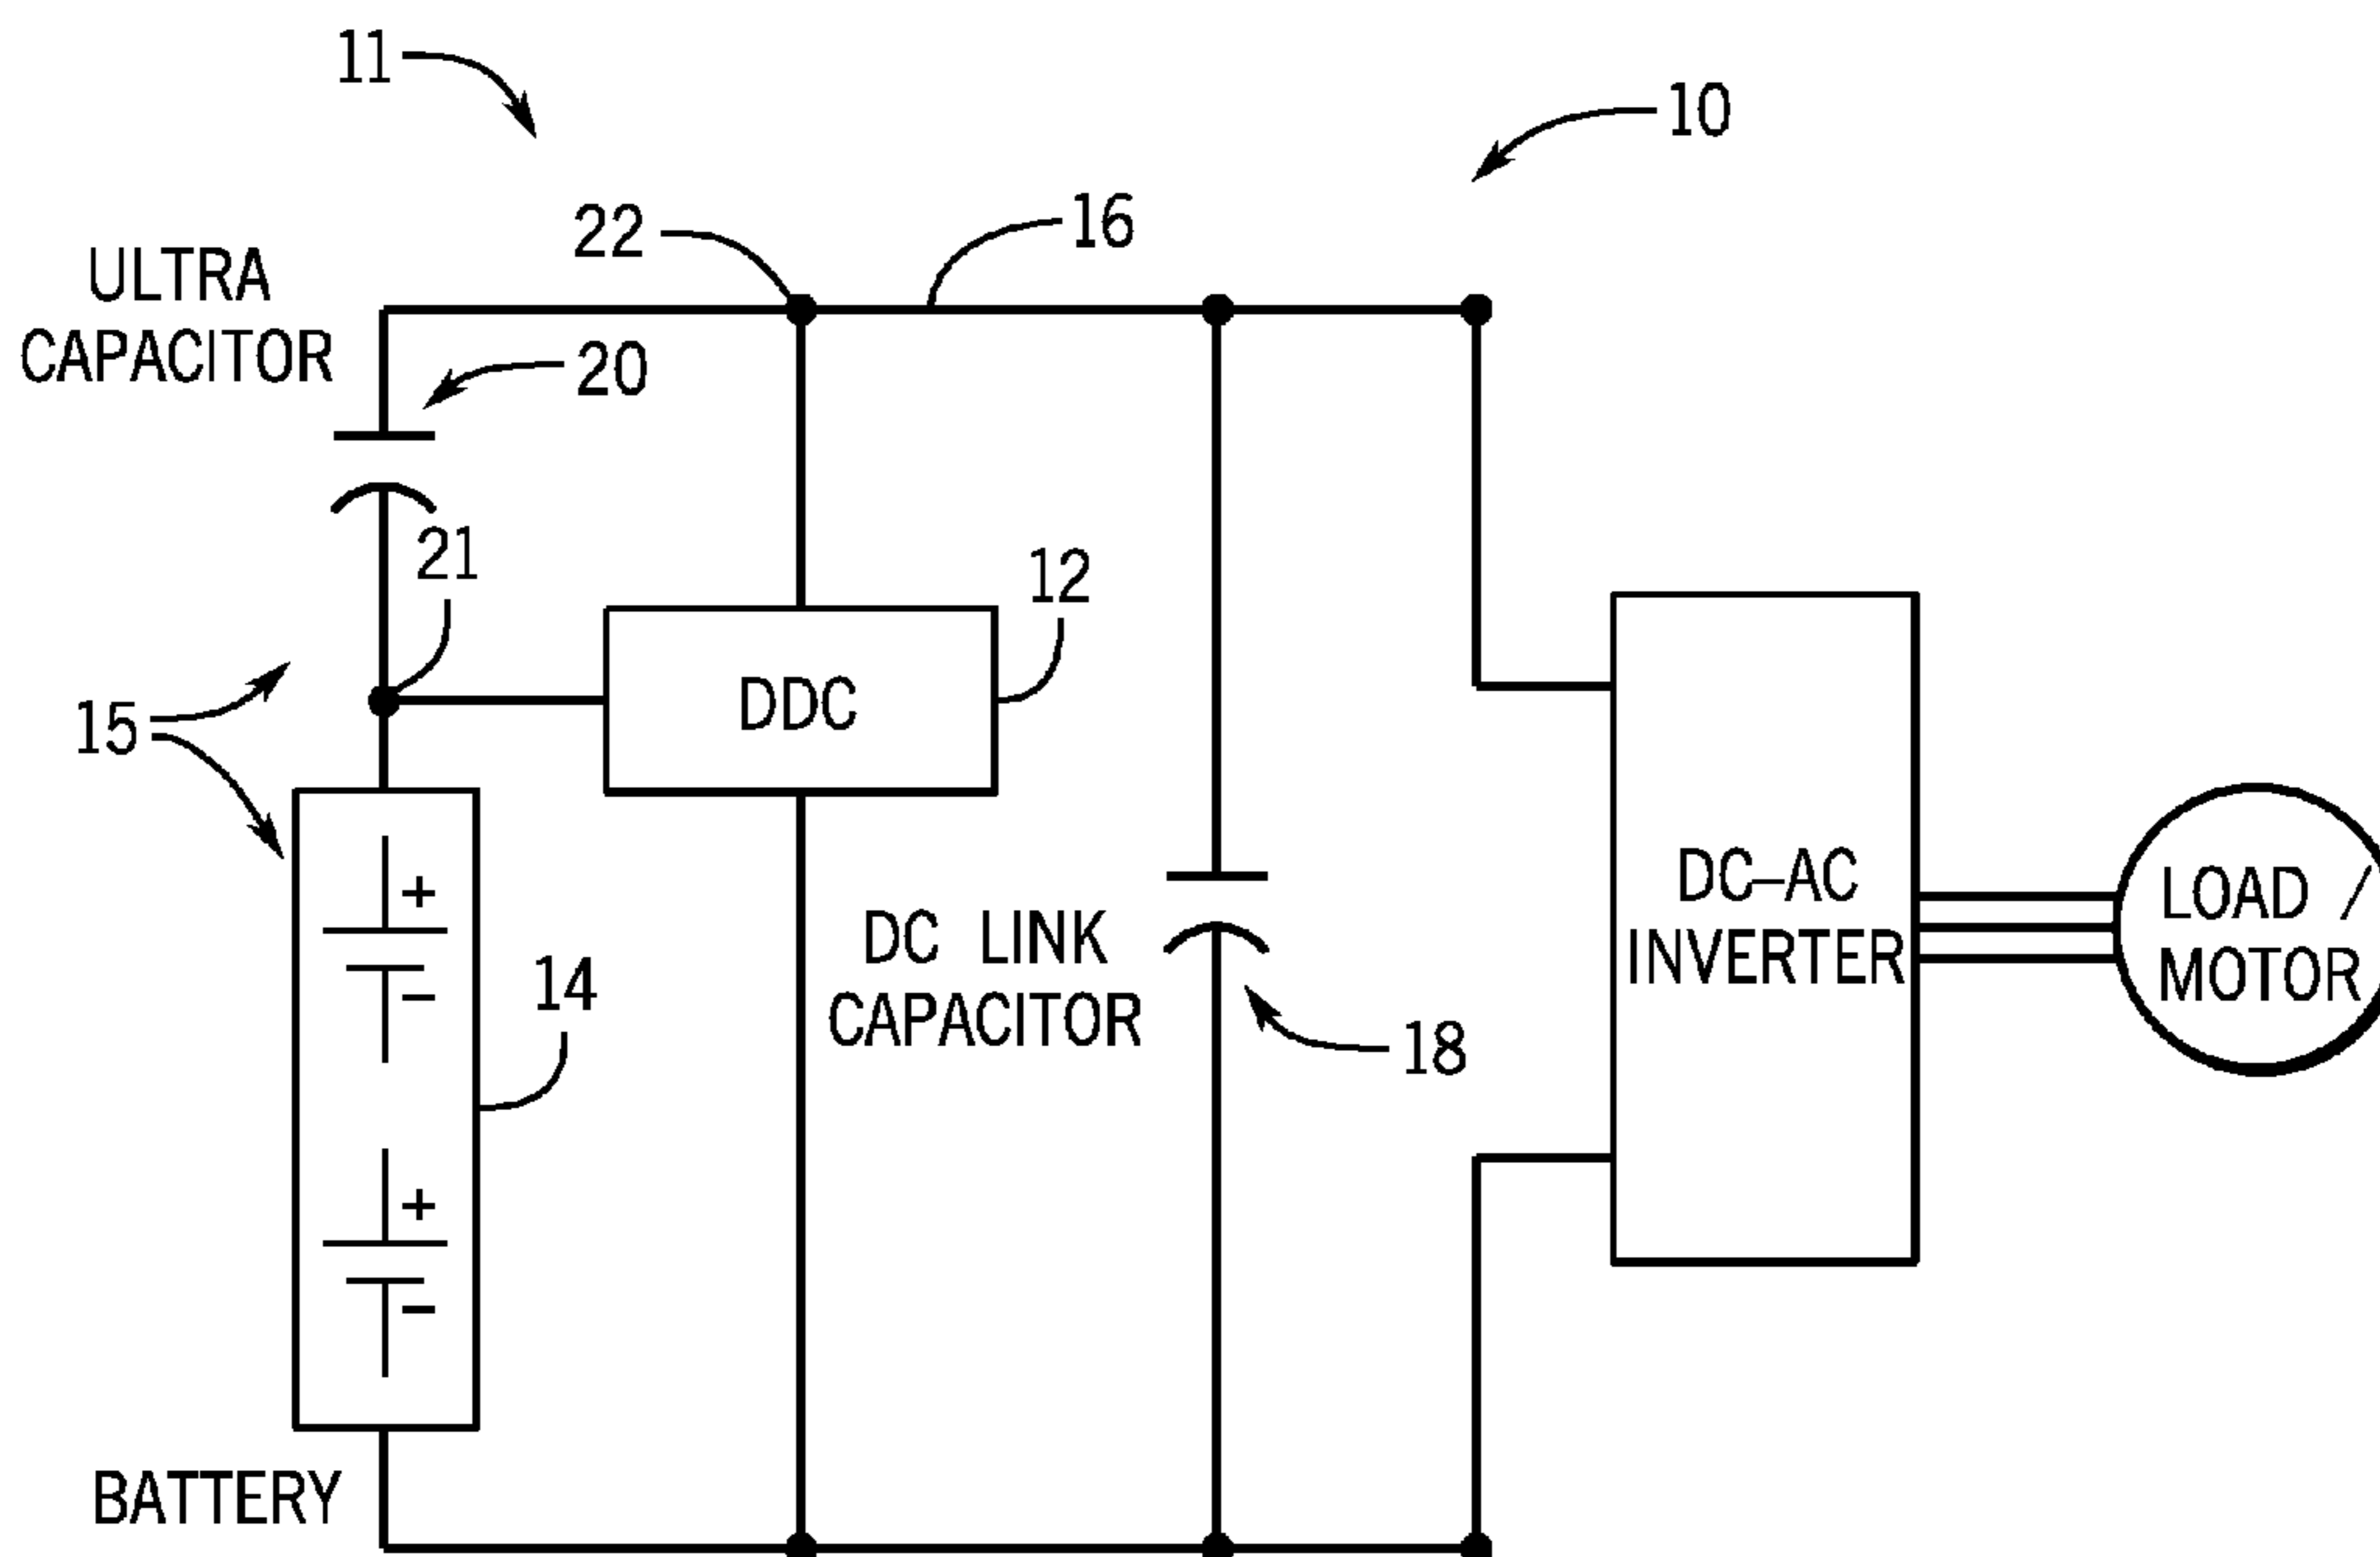 11
10
22
16
ULTRA
CAPACITOR
20
21
12
DDC
15
+
−
14
DC LINK
CAPACITOR
18
DC–AC
INVERTER
LOAD /
MOTOR
+
−
BATTERY